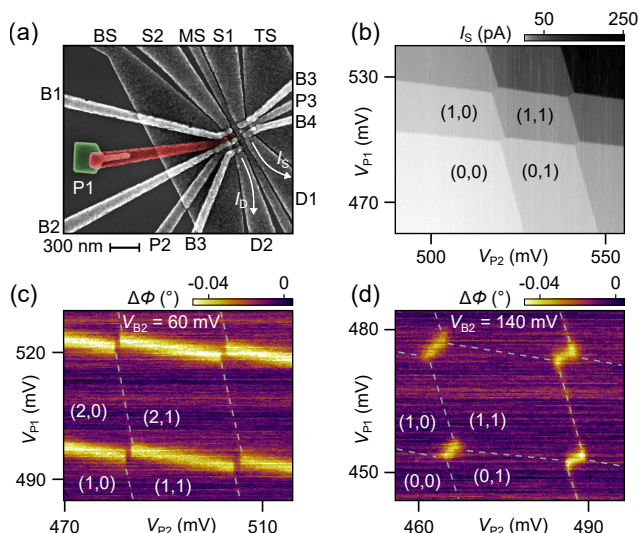 (a)
BS S2 MS S1 TS
B1
B3
P3
B4
P1
I_S
I_D
D1
B2
300 nm
P2 B3 D2
(b)
I_S (pA) 50 250
530
470
V_P1 (mV)
(1,0) (1,1)
(0,0) (0,1)
500 550
V_P2 (mV)
(c)
ΔΦ (°) -0.04 0
V_B2 = 60 mV
520
490
V_P1 (mV)
(2,0) (2,1)
(1,0) (1,1)
470 510
V_P2 (mV)
(d)
ΔΦ (°) -0.04 0
V_B2 = 140 mV
480
450
V_P1 (mV)
(1,0) (1,1)
(0,0) (0,1)
460 490
V_P2 (mV)